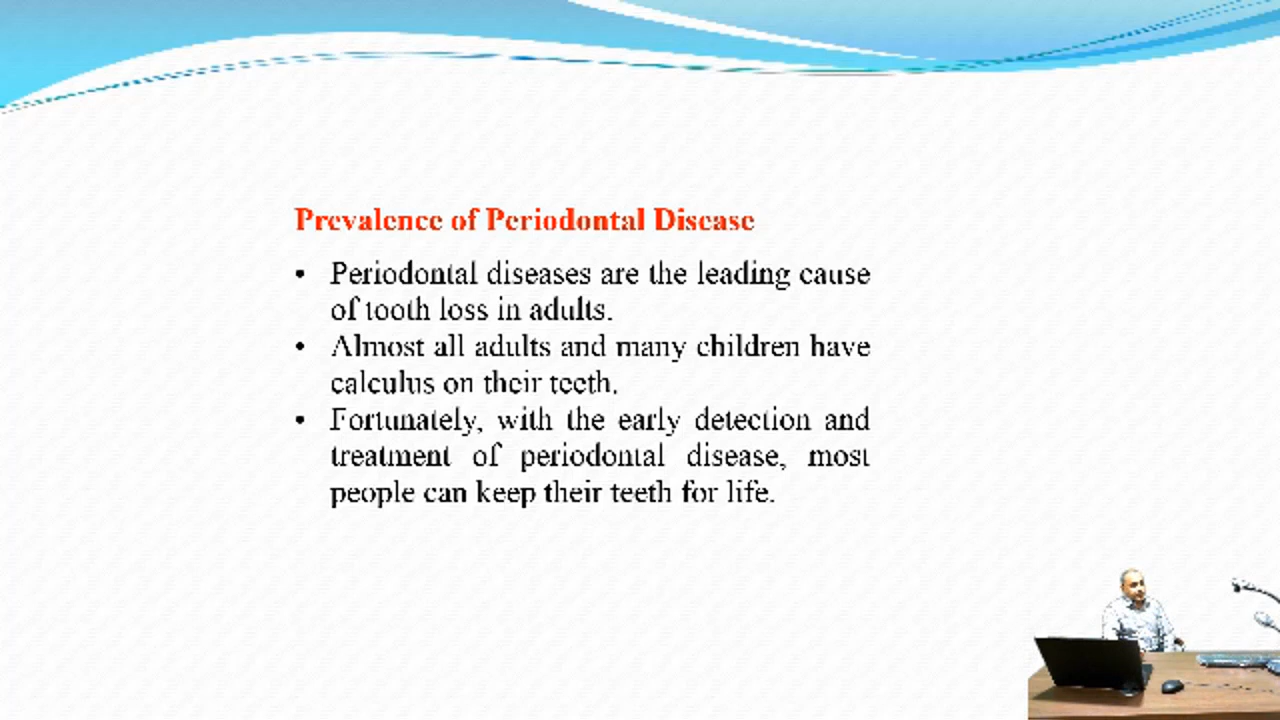 Prevalence of Periodontal Disease
• Periodontal diseases are the leading cause
of tooth loss in adults.
• Almost all adults and many children have
calculus on their teeth.
• Fortunately, with the early detection and
treatment of periodontal disease, most
people can keep their teeth for life.